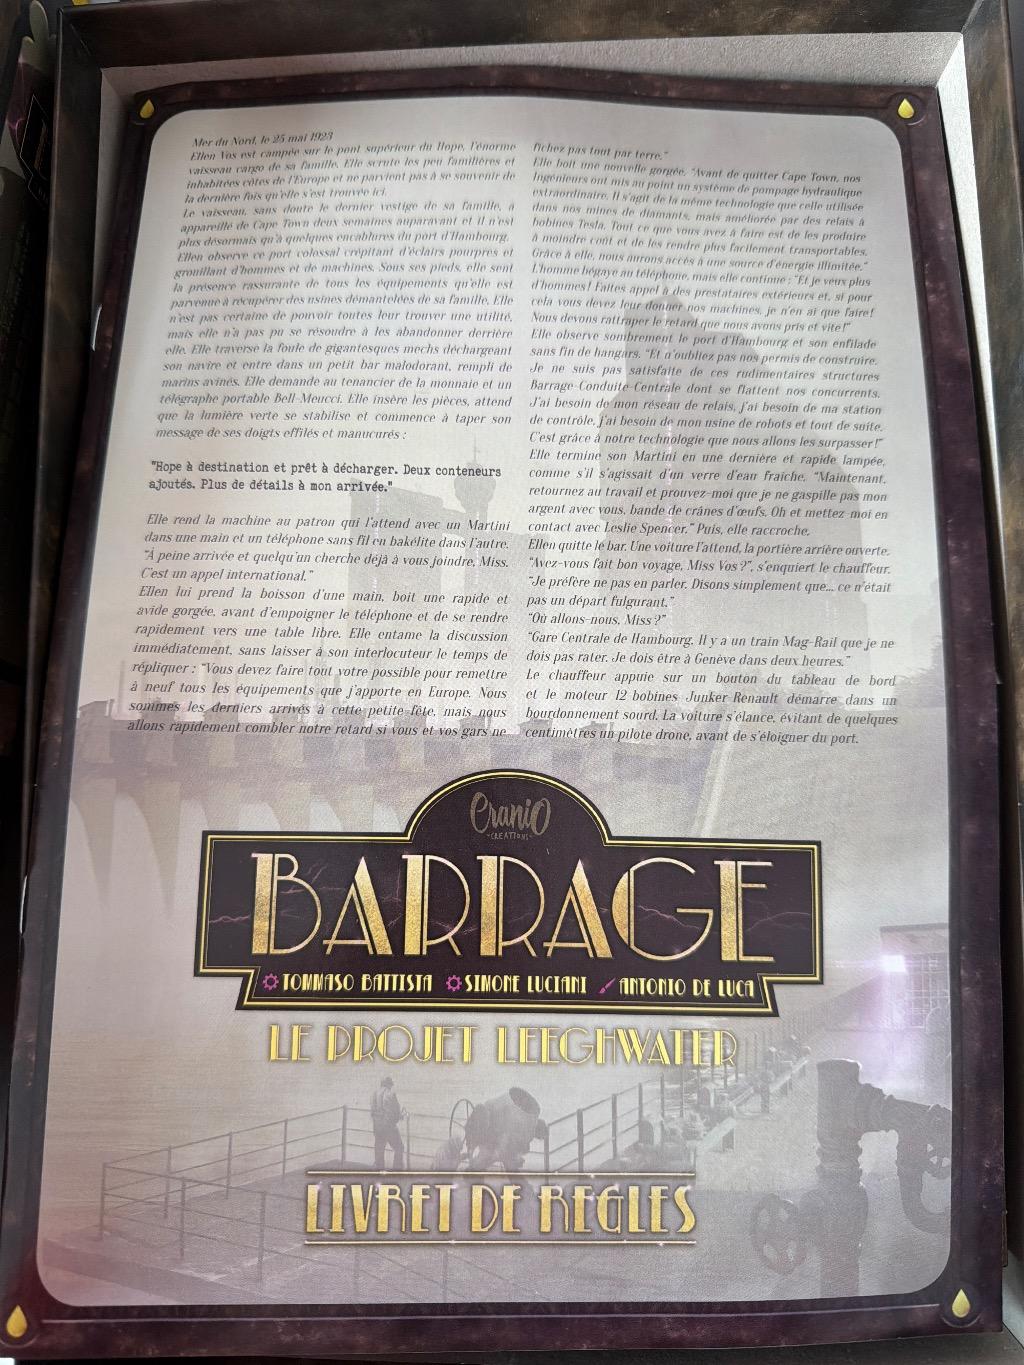 Mer du Nord, le 25 mai 1923
Ellen Vos est campée sur le pont supérieur du Hope, l'énorme
vaisseau cargo de sa famille. Elle scrute les peu familières et
inhabitées côtes de l'Europe et ne parvient pas à se souvenir de
la dernière fois qu'elle s'est trouvée ici.
Le vaisseau, sans doute le dernier vestige de sa famille, a
appareillé de Cape Town deux semaines auparavant et il n'est
plus désormais qu'à quelques encablures du port d'Hambourg.
Ellen observe ce port colossal crépitant d'éclairs pourpres et
grouillant d'hommes et de machines. Sous ses pieds, elle sent
la présence rassurante de tous les équipements qu'elle est
parvenue à récupérer des usines démantelées de sa famille. Elle
n'est pas certaine de pouvoir toutes leur trouver une utilité,
mais elle n'a pas pu se résoudre à les abandonner derrière
elle. Elle traverse la foule de gigantesques mechs déchargeant
son navire et entre dans un petit bar malodorant, rempli de
marins avinés. Elle demande au tenancier de la monnaie et un
télégraphe portable Bell-Meucci. Elle insère les pièces, attend
que la lumière verte se stabilise et commence à taper son
message de ses doigts effilés et manucurés :
"Hope à destination et prêt à décharger. Deux conteneurs
ajoutés. Plus de détails à mon arrivée."
Elle rend la machine au patron qui l'attend avec un Martini
dans une main et un téléphone sans fil en bakélite dans l'autre.
"À peine arrivée et quelqu'un cherche déjà à vous joindre, Miss.
C'est un appel international."
Ellen lui prend la boisson d'une main, boit une rapide et
avide gorgée, avant d'empoigner le téléphone et de se rendre
rapidement vers une table libre. Elle entame la discussion
immédiatement, sans laisser à son interlocuteur le temps de
répliquer : "Vous devez faire tout votre possible pour remettre
à neuf tous les équipements que j'apporte en Europe. Nous
sommes les derniers arrivés à cette petite fête, mais nous
allons rapidement combler notre retard si vous et vos gars ne
fichez pas tout par terre."
Elle boit une nouvelle gorgée. "Avant de quitter Cape Town, nos
Ingénieurs ont mis au point un système de pompage hydraulique
extraordinaire. Il s'agit de la même technologie que celle utilisée
dans nos mines de diamants, mais améliorée par des relais à
bobines Tesla. Tout ce que vous avez à faire est de les produire
à moindre coût et de les rendre plus facilement transportables.
Grâce à elle, nous aurons accès à une source d'énergie illimitée."
L'homme bégaye au téléphone, mais elle continue : "Et je veux plus
d'hommes! Faites appel à des prestataires extérieurs et, si pour
cela vous devez leur donner nos machines, je n'en ai que faire!
Nous devons rattraper le retard que nous avons pris et vite!"
Elle observe sombrement le port d'Hambourg et son enfilade
sans fin de hangars. "Et n'oubliez pas nos permis de construire.
Je ne suis pas satisfaite de ces rudimentaires structures
Barrage-Conduite-Centrale dont se flattent nos concurrents.
J'ai besoin de mon réseau de relais, j'ai besoin de ma station
de contrôle, j'ai besoin de mon usine de robots et tout de suite.
C'est grâce à notre technologie que nous allons les surpasser!"
Elle termine son Martini en une dernière et rapide lampée,
comme s'il s'agissait d'un verre d'eau fraîche. "Maintenant,
retournez au travail et prouvez-moi que je ne gaspille pas mon
argent avec vous, bande de crânes d'œufs. Oh et mettez-moi en
contact avec Leslie Spencer." Puis, elle raccroche.
Ellen quitte le bar. Une voiture l'attend, la portière arrière ouverte.
"Avez-vous fait bon voyage, Miss Vos ?", s'enquiert le chauffeur.
"Je préfère ne pas en parler. Disons simplement que... ce n'était
pas un départ fulgurant."
"Où allons-nous, Miss ?"
"Gare Centrale de Hambourg. Il y a un train Mag-Rail que je ne
dois pas rater. Je dois être à Genève dans deux heures."
Le chauffeur appuie sur un bouton du tableau de bord
et le moteur 12 bobines Junker Renault démarre dans un
bourdonnement sourd. La voiture s'élance, évitant de quelques
centimètres un pilote drone, avant de s'éloigner du port.
Cranio
CREATIONS
BARRAGE
TOMMASO BATTISTA SIMONE LUCIANI ANTONIO DE LUCA
LE PROJET LEEGHWATER
LIVRET DE REGLES